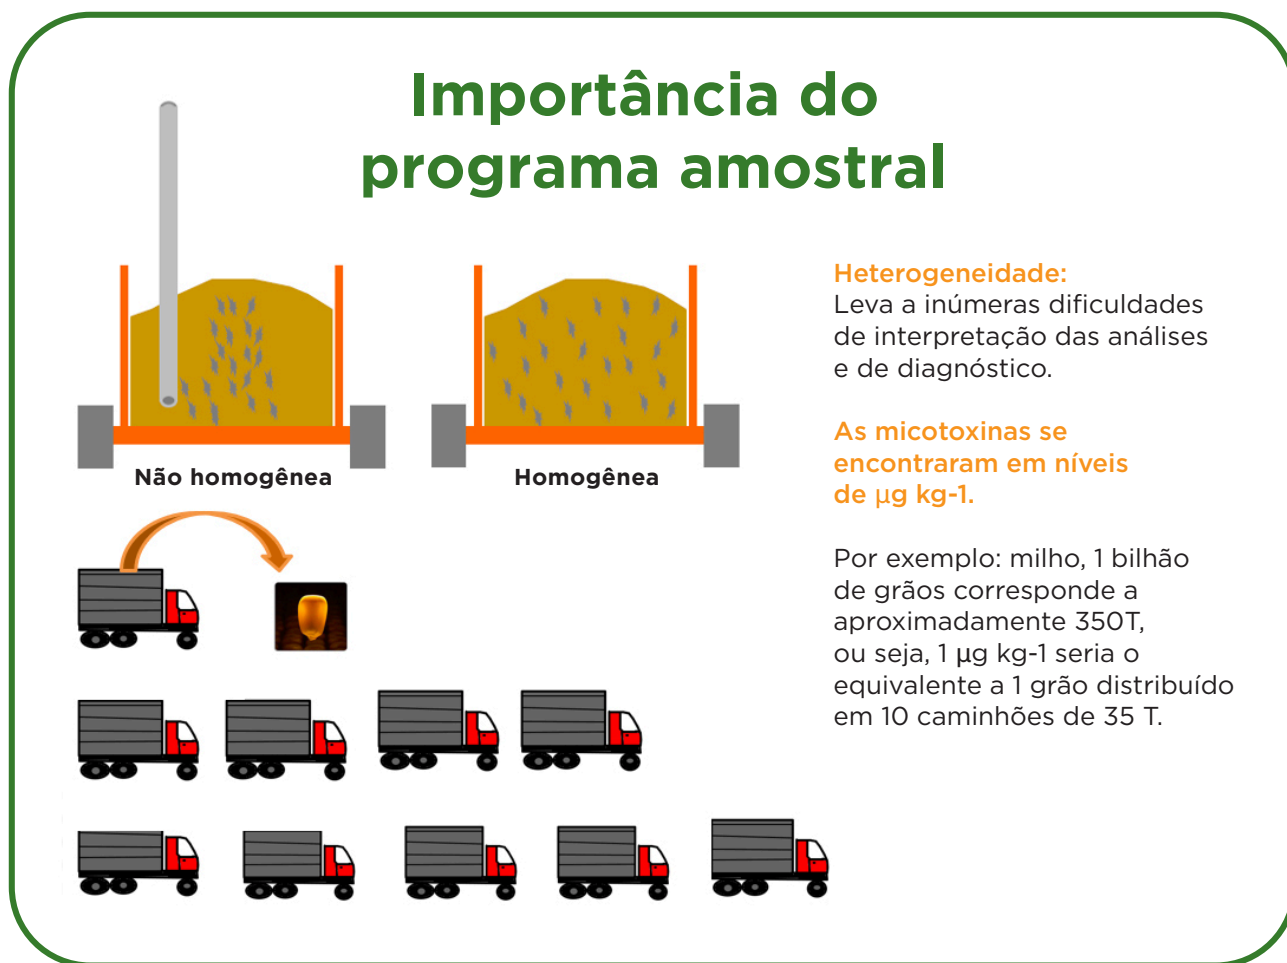 Importância do
programa amostral
Não homogênea
Homogênea
Heterogeneidade:
Leva a inúmeras dificuldades
de interpretação das análises
e de diagnóstico.
As micotoxinas se
encontraram em níveis
de µg kg-1.
Por exemplo: milho, 1 bilhão
de grãos corresponde a
aproximadamente 350T,
ou seja, 1 µg kg-1 seria o
equivalente a 1 grão distribuído
em 10 caminhões de 35 T.